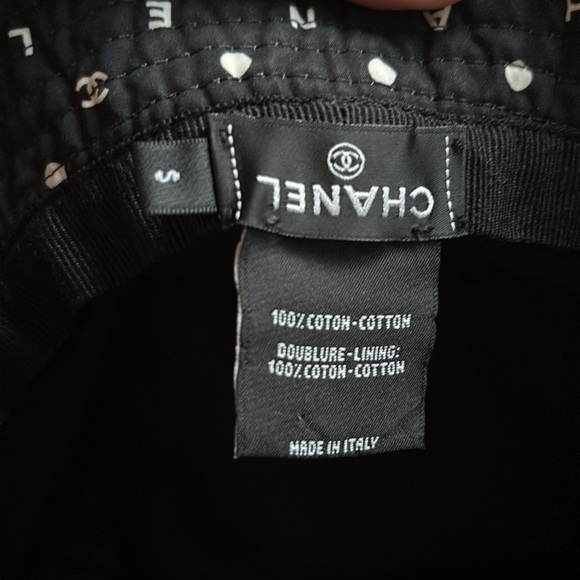 L E N A H
S
CHANEL
100% COTON-COTTON
DOUBLURE-LINING:
100% COTON-COTTON
MADE IN ITALY